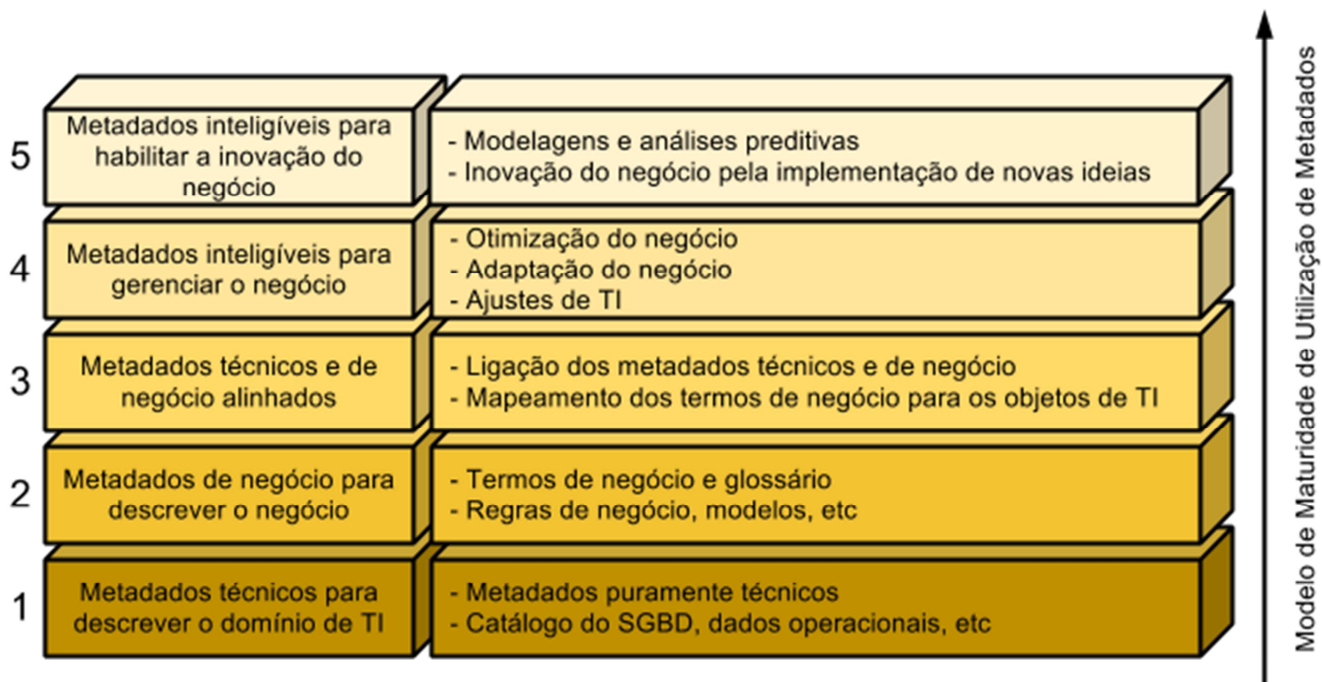 5
Metadados inteligíveis para
habilitar a inovação do
negócio
- Modelagens e análises preditivas
- Inovação do negócio pela implementação de novas ideias
4
Metadados inteligíveis para
gerenciar o negócio
- Otimização do negócio
- Adaptação do negócio
- Ajustes de TI
3
Metadados técnicos e de
negócio alinhados
- Ligação dos metadados técnicos e de negócio
- Mapeamento dos termos de negócio para os objetos de TI
2
Metadados de negócio para
descrever o negócio
- Termos de negócio e glossário
- Regras de negócio, modelos, etc
1
Metadados técnicos para
descrever o domínio de TI
- Metadados puramente técnicos
- Catálogo do SGBD, dados operacionais, etc
Modelo de Maturidade de Utilização de Metadados